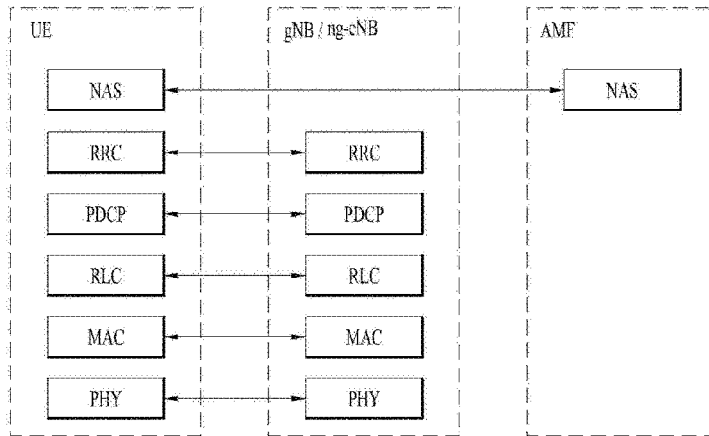 UE
gNB / ng-eNB
AMF
NAS
NAS
RRC
RRC
PDCP
PDCP
RLC
RLC
MAC
MAC
PHY
PHY